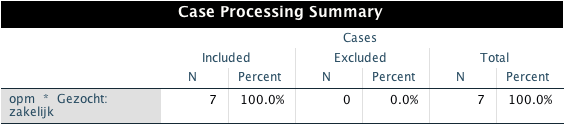 Case Processing Summary
Cases
Included Excluded Total
N Percent N Percent N Percent
opm * Gezocht: 7 100.0% 0 0.0% 7 100.0%
zakelijk